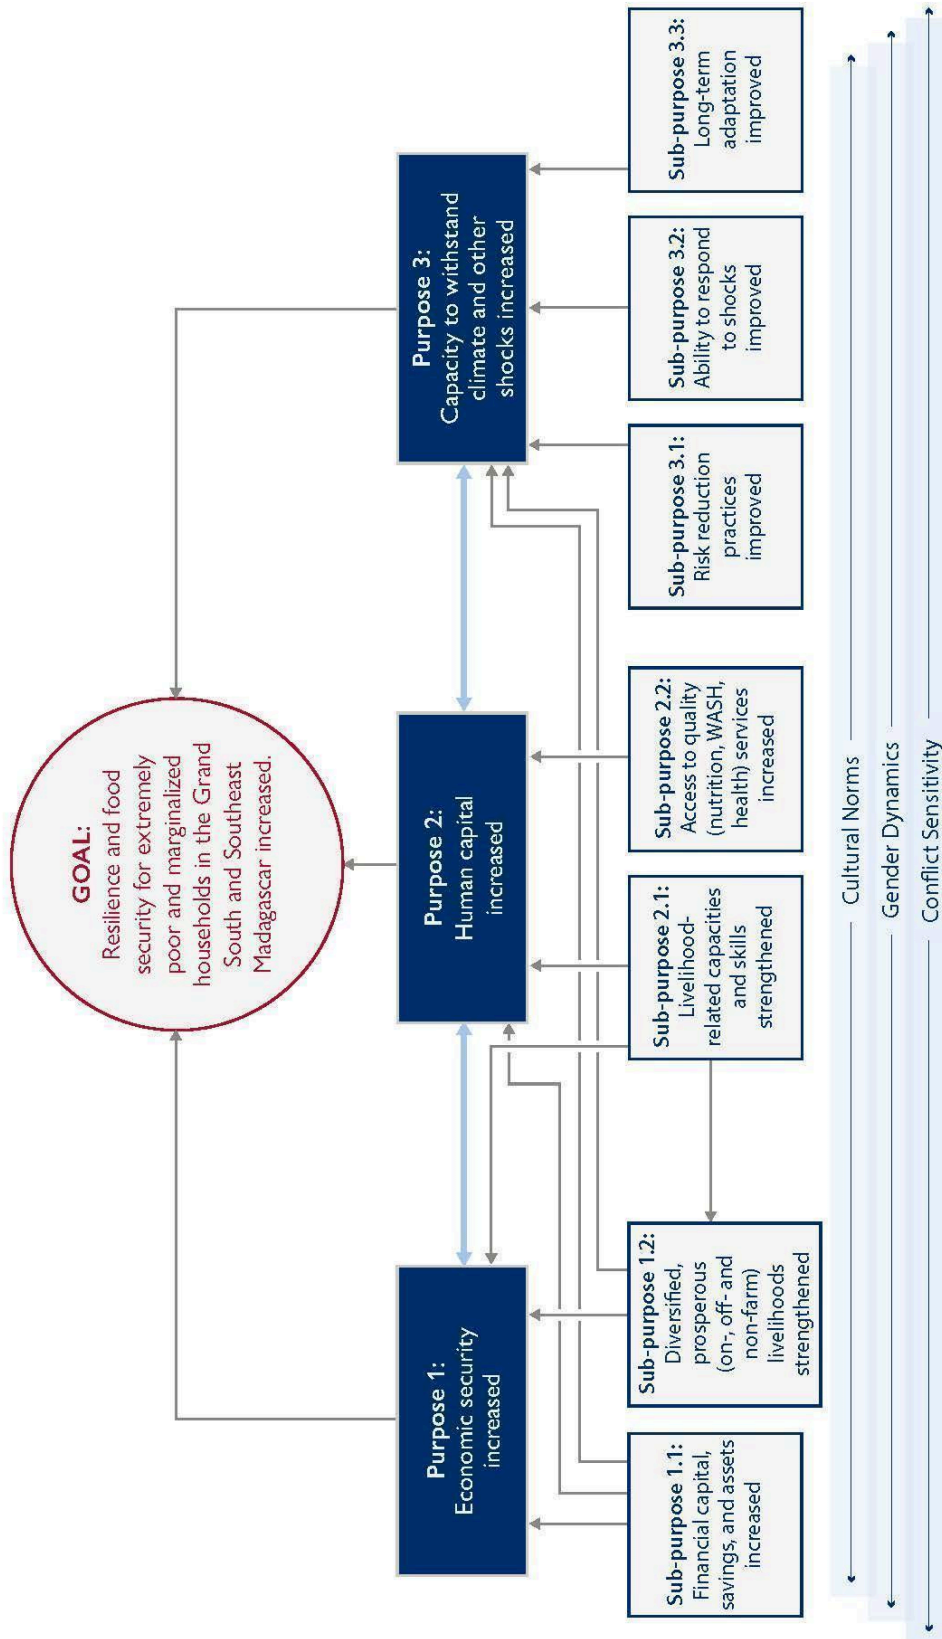 GOAL:
Resilience and food
security for extremely
poor and marginalized
households in the Grand
South and Southeast
Madagascar increased.
Purpose 1:
Economic security
increased
Purpose 2:
Human capital
increased
Purpose 3:
Capacity to withstand
climate and other
shocks increased
Sub-purpose 1.1:
Financial capital,
savings, and assets
increased
Sub-purpose 1.2:
Diversified,
prosperous
(on-, off- and
non-farm)
livelihoods
strengthened
Sub-purpose 2.1:
Livelihood-
related capacities
and skills
strengthened
Sub-purpose 2.2:
Access to quality
(nutrition, WASH,
health) services
increased
Sub-purpose 3.1:
Risk reduction
practices
improved
Sub-purpose 3.2:
Ability to respond
to shocks
improved
Sub-purpose 3.3:
Long-term
adaptation
improved
Cultural Norms
Gender Dynamics
Conflict Sensitivity